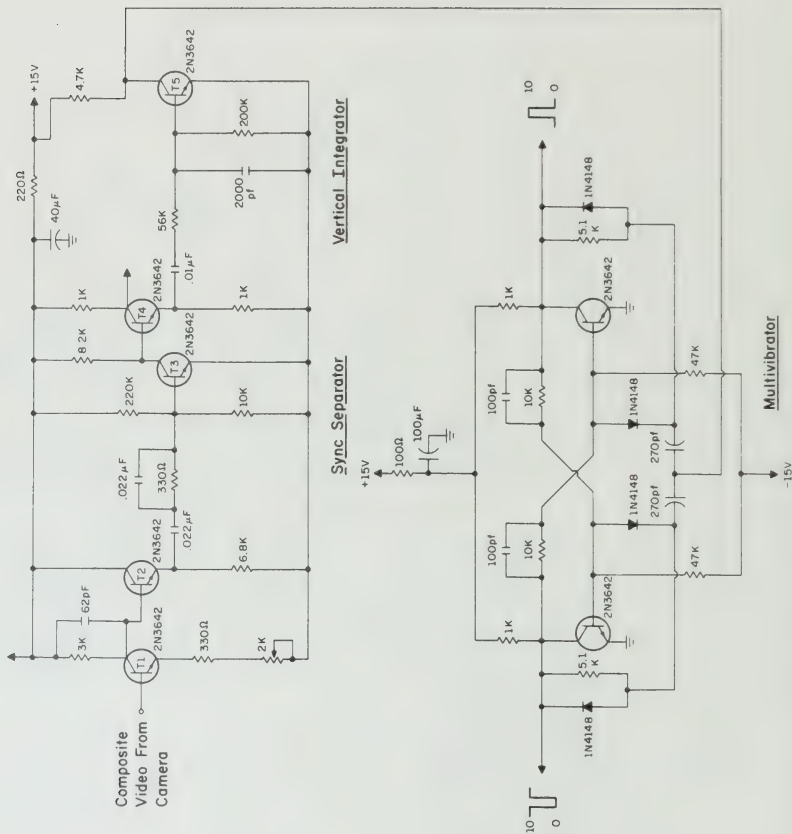 +15V
4.7K
220Ω
40µF
T5
2N3642
200K
2000
pf
56K
.01µF
Vertical Integrator
1K
T4
2N3642
1K
8.2K
T3
2N3642
220K
10K
Sync Separator
.022µF
330Ω
.022µF
T2
2N3642
6.8K
62pF
3K
T1
2N3642
330Ω
2K
Composite
Video From
Camera
10
0
1N4148
5.1
K
1K
2N3642
+15V
100Ω
100µF
100pf
10K
100pf
10K
1K
2N3642
5.1
K
1N4148
10
0
1N4148
1N4148
270pf
270pf
47K
47K
-15V
Multivibrator